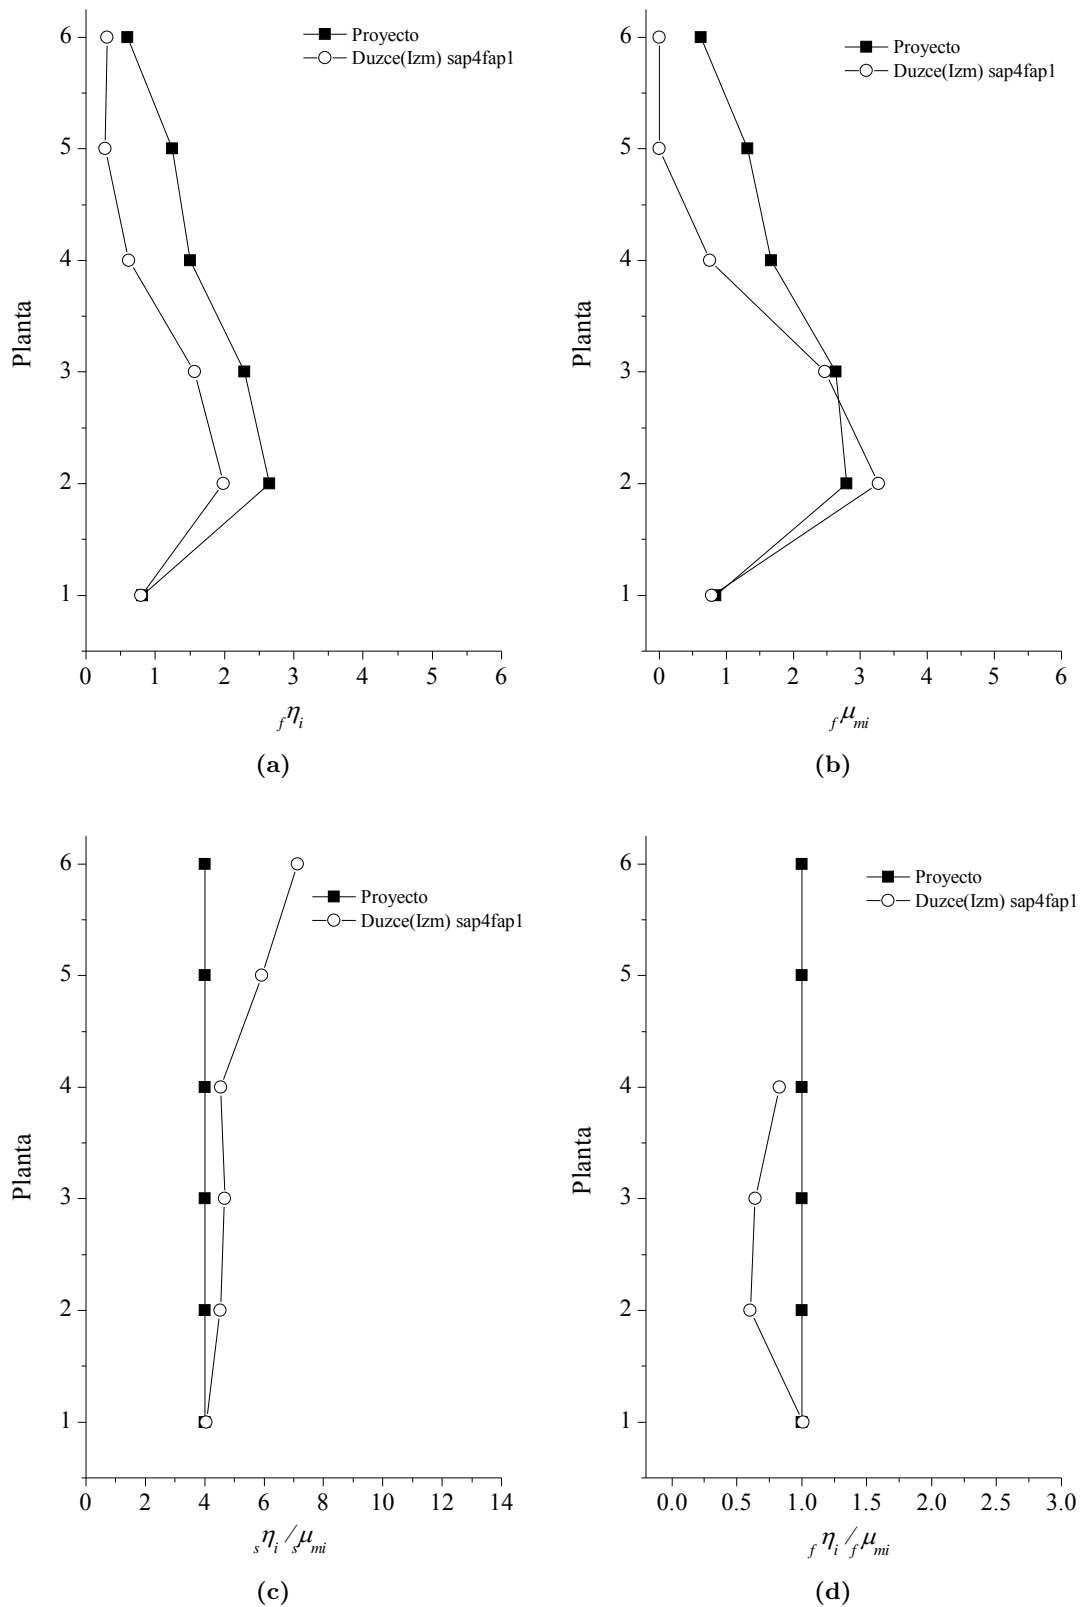 Proyecto
Duzce(Izm) sap4fap1
6
5
4
3
2
1
Planta
0 1 2 3 4 5 6
fηi
(a)
Proyecto
Duzce(Izm) sap4fap1
6
5
4
3
2
1
Planta
0 1 2 3 4 5 6
fμmi
(b)
Proyecto
Duzce(Izm) sap4fap1
6
5
4
3
2
1
Planta
0 2 4 6 8 10 12 14
sηi/sμmi
(c)
Proyecto
Duzce(Izm) sap4fap1
6
5
4
3
2
1
Planta
0.0 0.5 1.0 1.5 2.0 2.5 3.0
fηi/fμmi
(d)